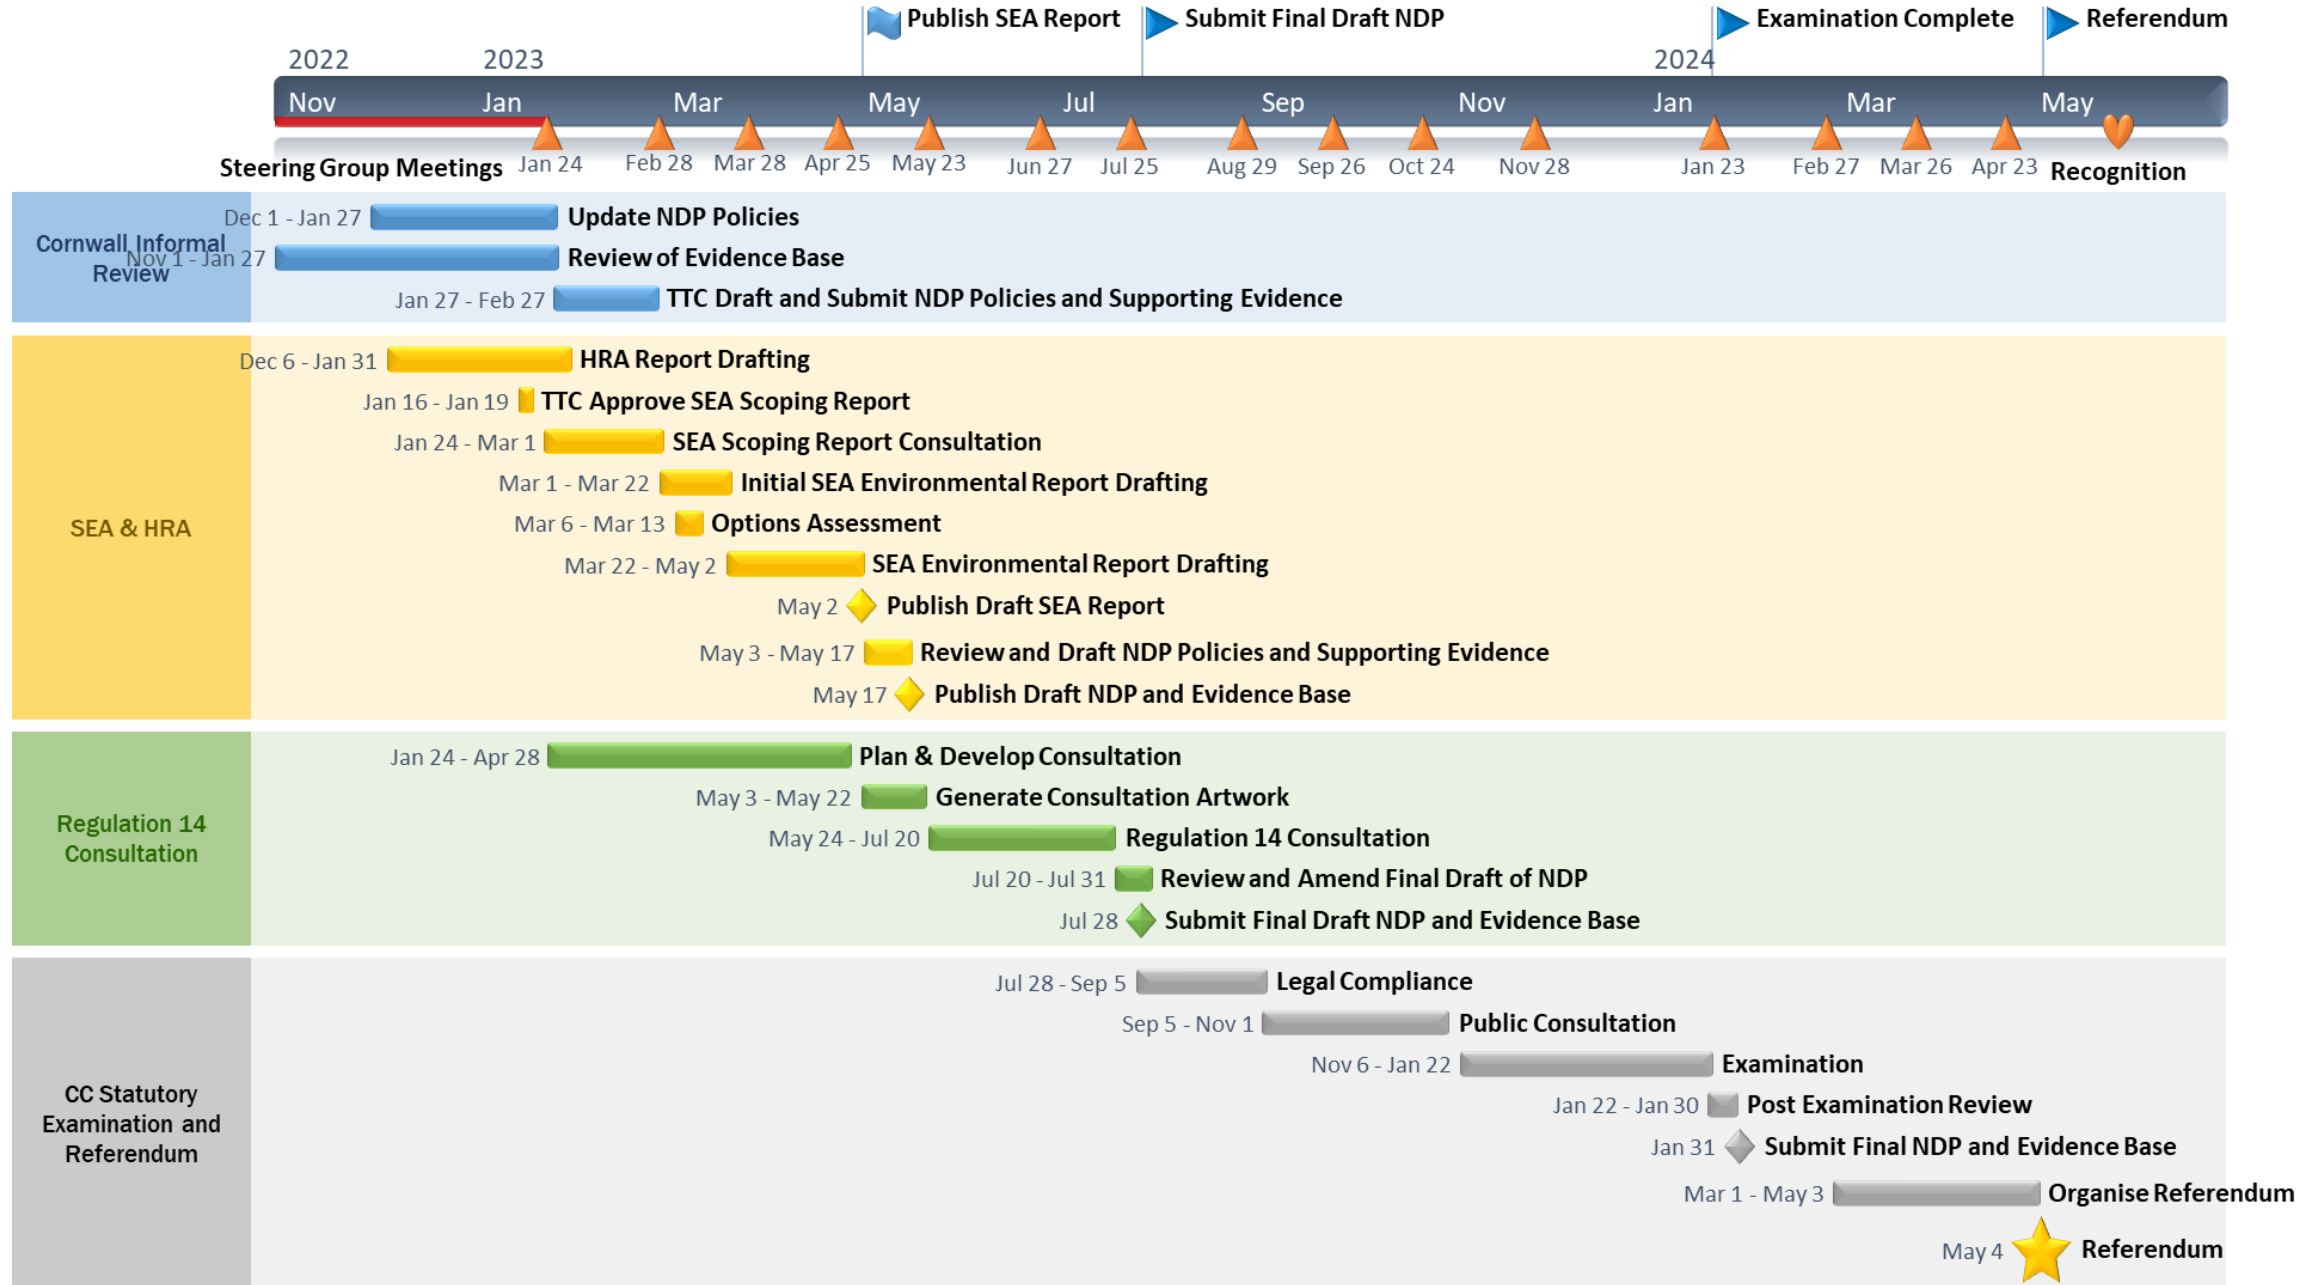 Publish SEA Report
Submit Final Draft NDP
Examination Complete
Referendum
2022
2023
2024
Nov
Jan
Mar
May
Jul
Sep
Nov
Jan
Mar
May
Steering Group Meetings
Jan 24
Feb 28
Mar 28
Apr 25
May 23
Jun 27
Jul 25
Aug 29
Sep 26
Oct 24
Nov 28
Jan 23
Feb 27
Mar 26
Apr 23
Recognition
Cornwall Informal
Review
Dec 1 - Jan 27
Update NDP Policies
Nov 1 - Jan 27
Review of Evidence Base
Jan 27 - Feb 27
TTC Draft and Submit NDP Policies and Supporting Evidence
SEA & HRA
Dec 6 - Jan 31
HRA Report Drafting
Jan 16 - Jan 19
TTC Approve SEA Scoping Report
Jan 24 - Mar 1
SEA Scoping Report Consultation
Mar 1 - Mar 22
Initial SEA Environmental Report Drafting
Mar 6 - Mar 13
Options Assessment
Mar 22 - May 2
SEA Environmental Report Drafting
May 2
Publish Draft SEA Report
May 3 - May 17
Review and Draft NDP Policies and Supporting Evidence
May 17
Publish Draft NDP and Evidence Base
Regulation 14
Consultation
Jan 24 - Apr 28
Plan & Develop Consultation
May 3 - May 22
Generate Consultation Artwork
May 24 - Jul 20
Regulation 14 Consultation
Jul 20 - Jul 31
Review and Amend Final Draft of NDP
Jul 28
Submit Final Draft NDP and Evidence Base
CC Statutory
Examination and
Referendum
Jul 28 - Sep 5
Legal Compliance
Sep 5 - Nov 1
Public Consultation
Nov 6 - Jan 22
Examination
Jan 22 - Jan 30
Post Examination Review
Jan 31
Submit Final NDP and Evidence Base
Mar 1 - May 3
Organise Referendum
May 4
Referendum